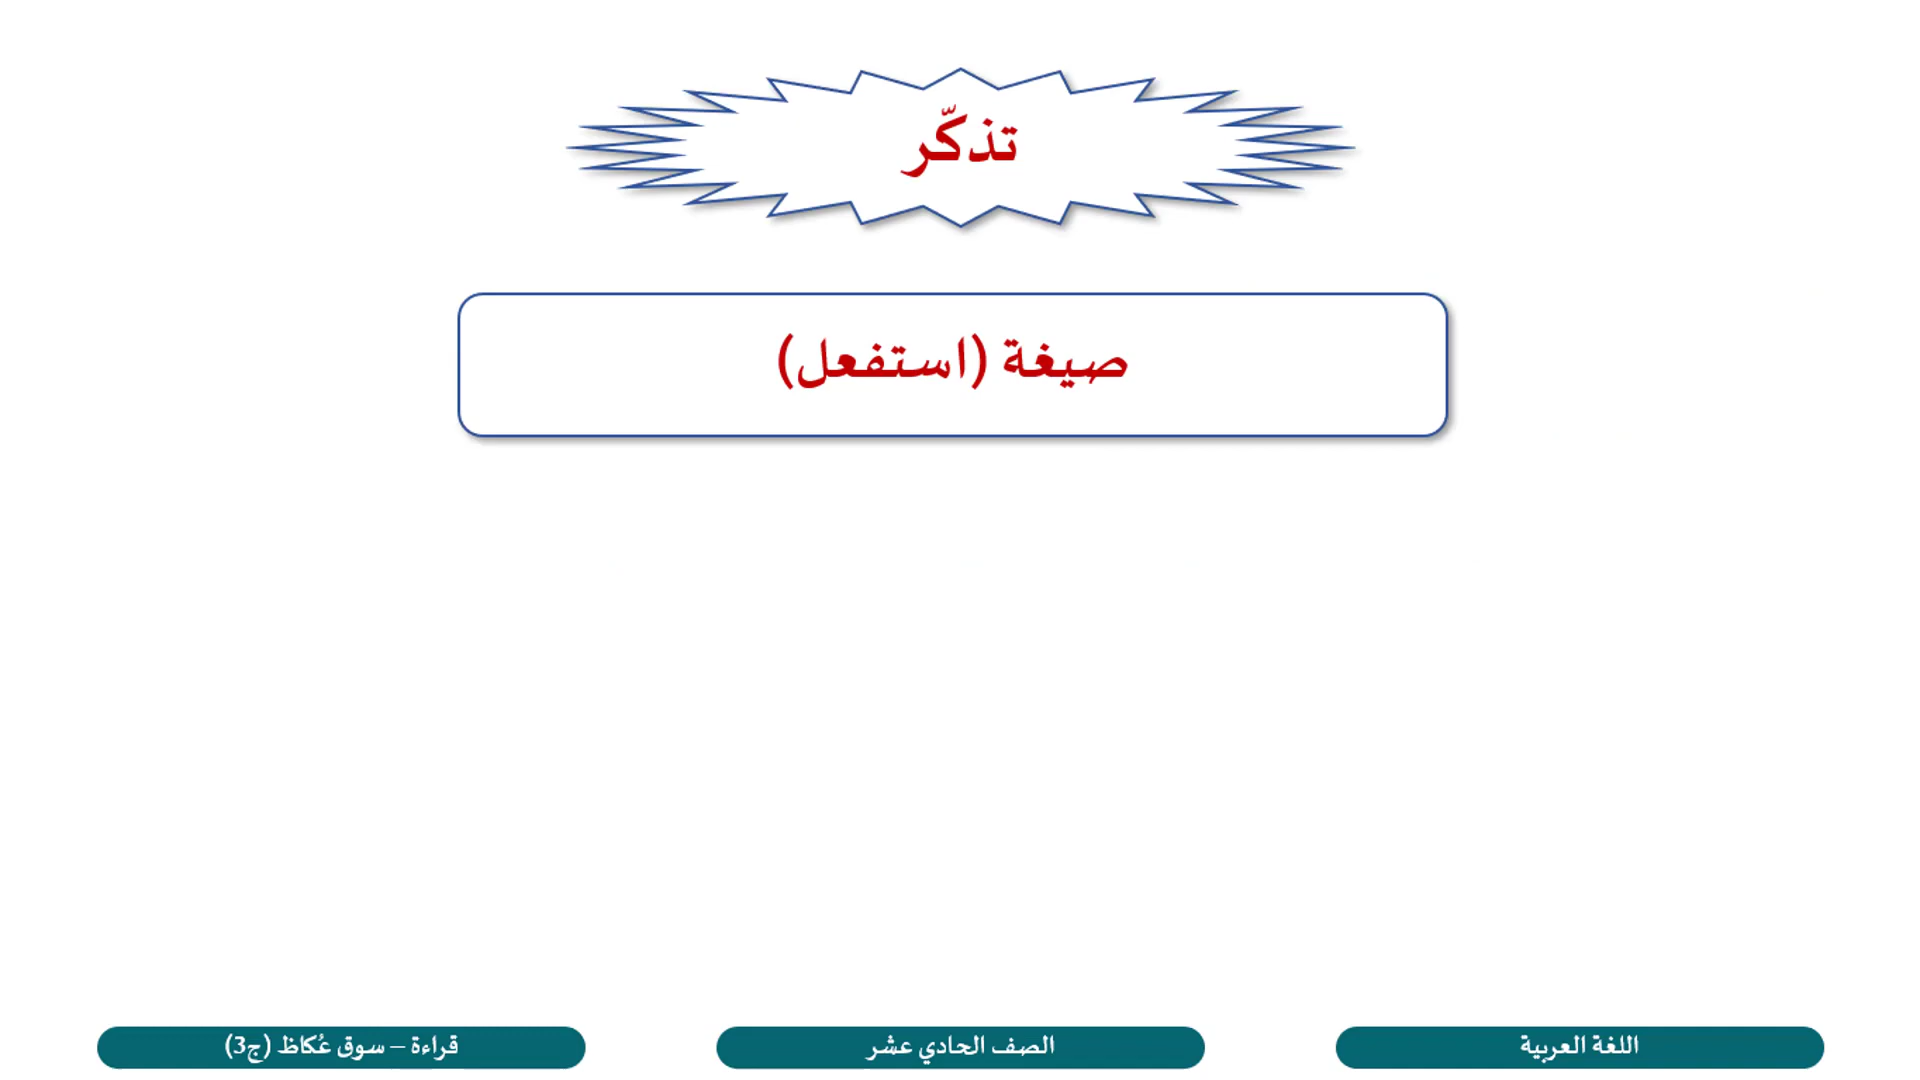 تذكّر
صيغة (استفعل)
اللغة العربية
الصف الحادي عشر
قراءة – سوق عُكاظ (ج3)